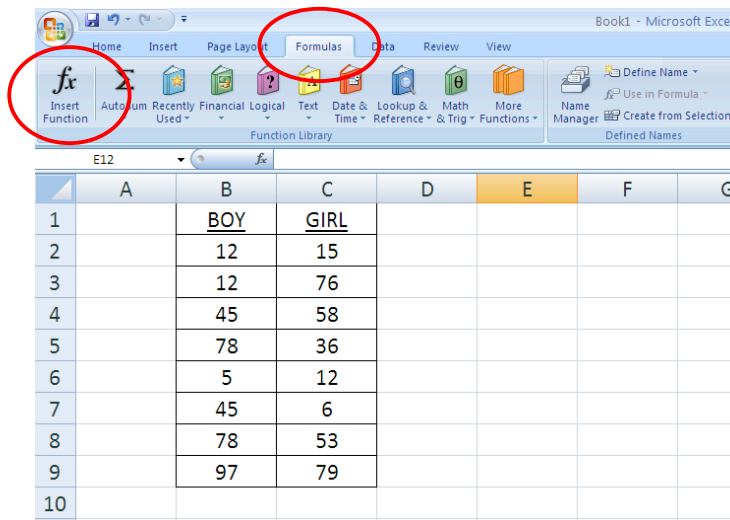 Book1 - Microsoft Exce
Home Insert Page Layout Formulas Data Review View
fx Σ ? A θ
Insert Function AutoSum Recently Used Financial Logical Text Date & Time Lookup & Reference Math & Trig More Functions
Function Library
Name Manager
Define Name
Use in Formula
Create from Selection
Defined Names
E12 fx
A B C D E F G
1 BOY GIRL
2 12 15
3 12 76
4 45 58
5 78 36
6 5 12
7 45 6
8 78 53
9 97 79
10